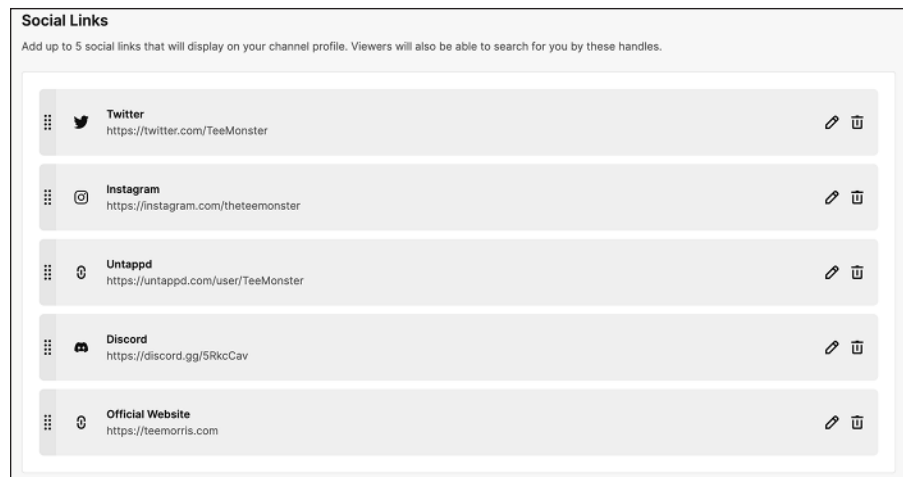 Social Links
Add up to 5 social links that will display on your channel profile. Viewers will also be able to search for you by these handles.
Twitter
https://twitter.com/TeeMonster
Instagram
https://instagram.com/theteemonster
Untappd
https://untappd.com/user/TeeMonster
Discord
https://discord.gg/5RkcCav
Official Website
https://teemorris.com